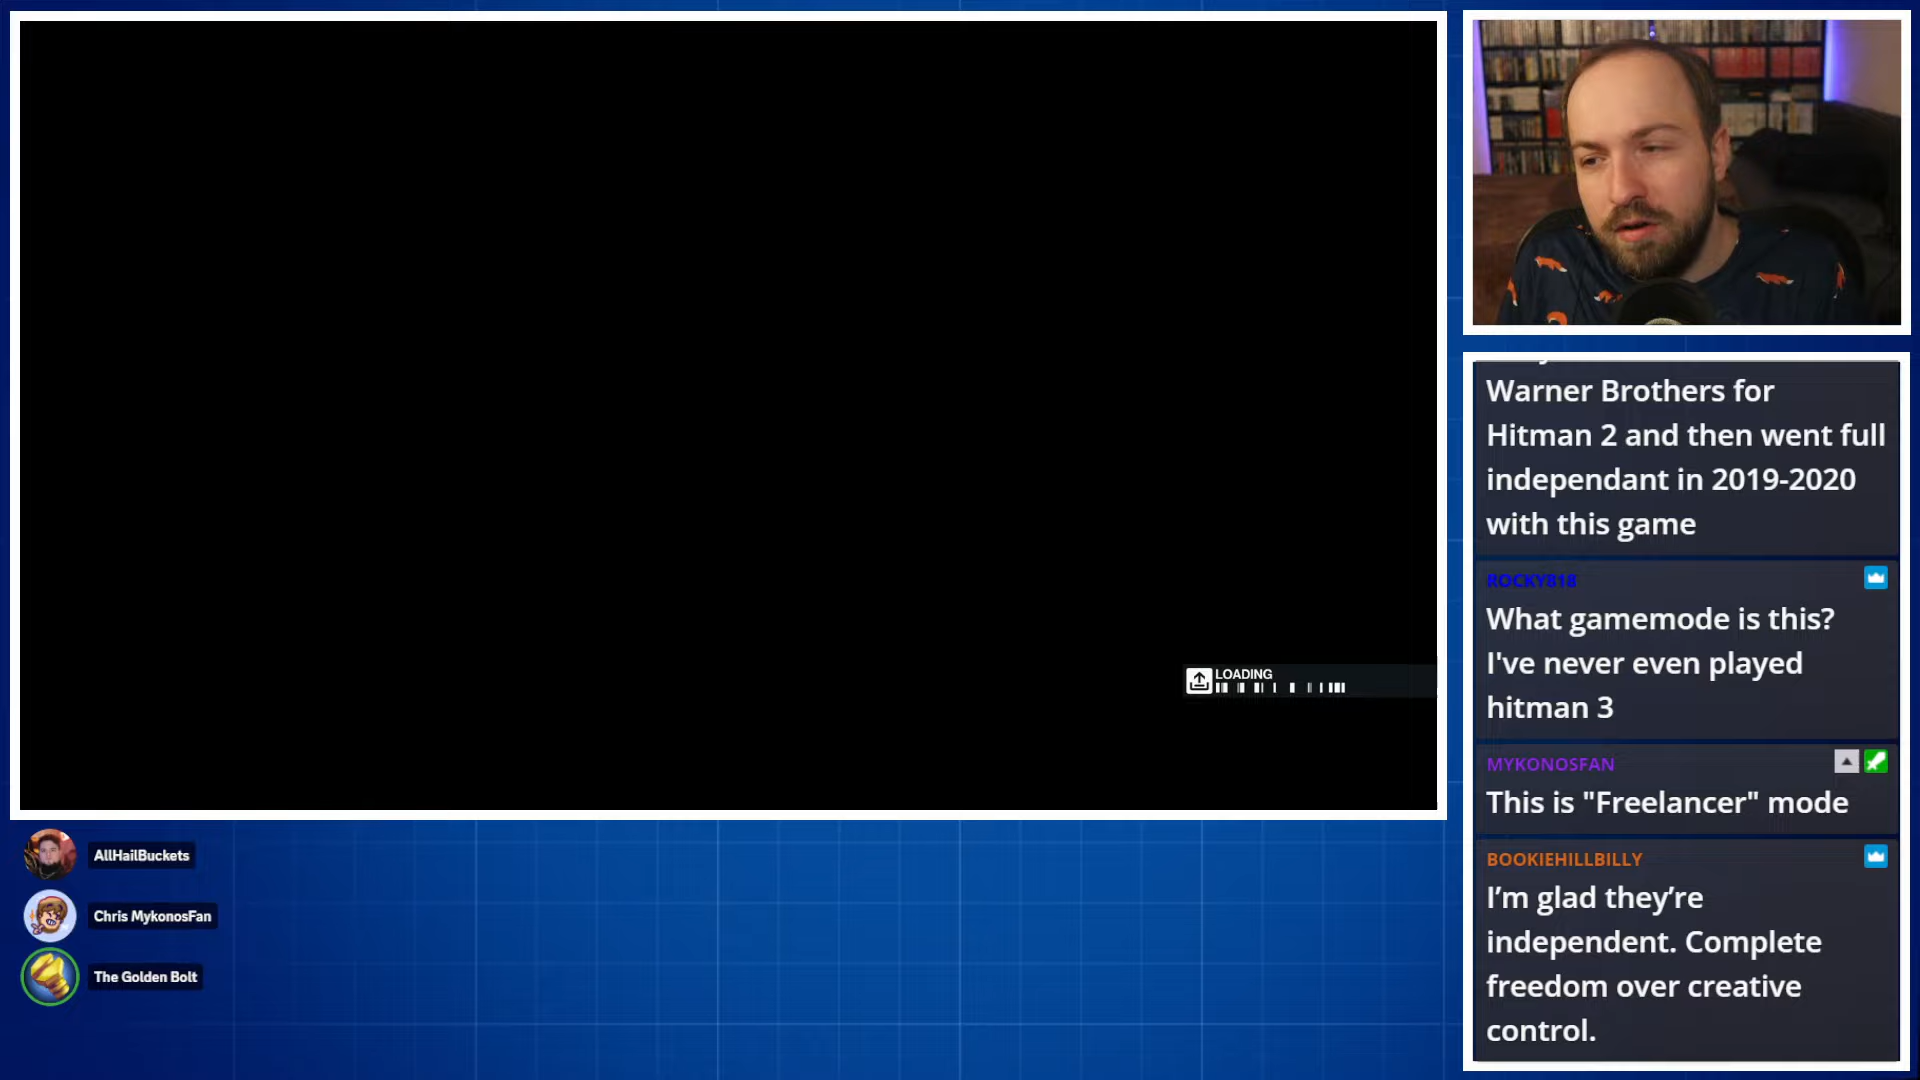 LOADING
Warner Brothers for
Hitman 2 and then went full
independant in 2019-2020
with this game
ROCKY818
What gamemode is this?
I've never even played
hitman 3
MYKONOSFAN
This is "Freelancer" mode
BOOKIEHILLBILLY
I’m glad they’re
independent. Complete
freedom over creative
control.
AllHailBuckets
Chris MykonosFan
The Golden Bolt